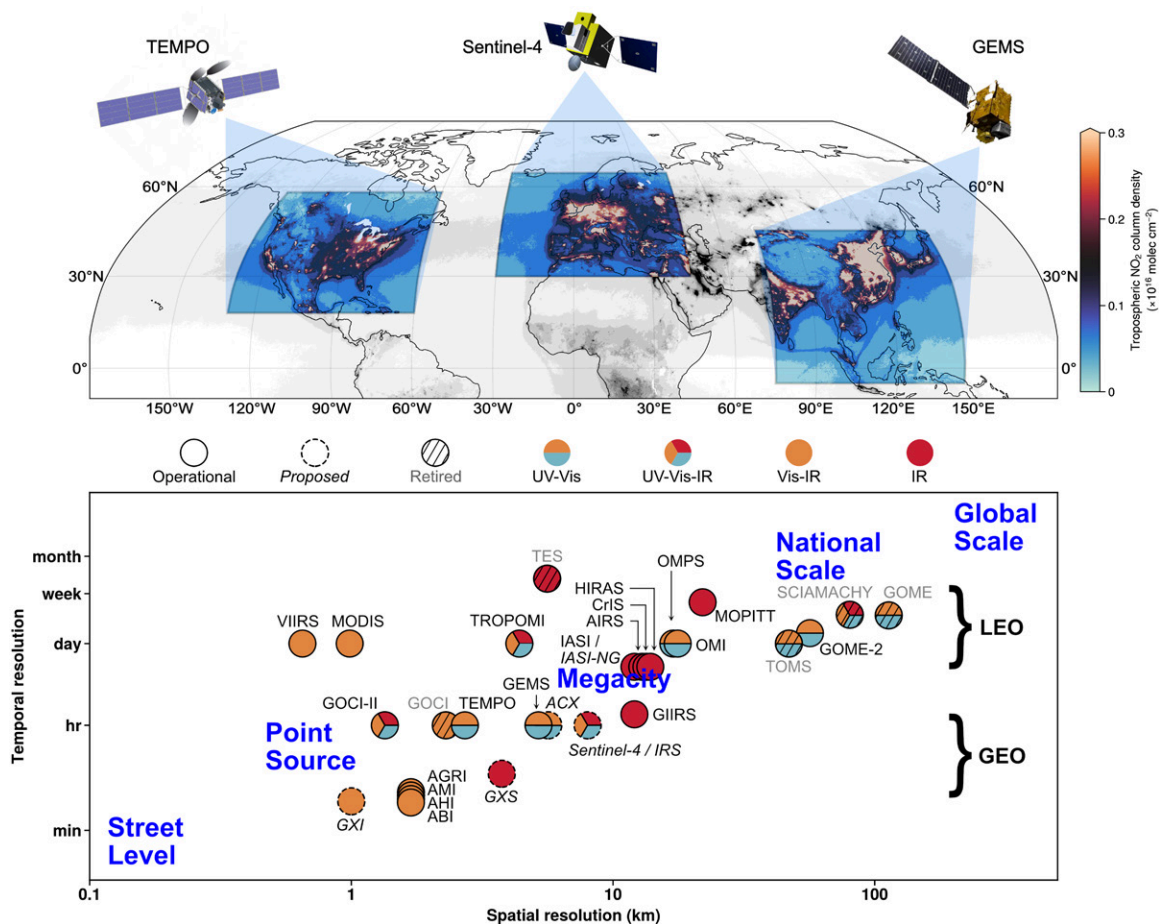 TEMPO
Sentinel-4
GEMS
60°N
60°N
30°N
30°N
0°
0°
150°W 120°W 90°W 60°W 30°W 0° 30°E 60°E 90°E 120°E 150°E
0.3
0.2
0.1
0
Tropospheric NO₂ column density
(×10¹⁶ molec cm⁻²)
Operational
Proposed
Retired
UV-Vis
UV-Vis-IR
Vis-IR
IR
Temporal resolution
month
week
day
hr
min
Global
Scale
National
Scale
Megacity
Point
Source
Street
Level
TES
OMPS
HIRAS
CrIS
AIRS
IASI /
IASI-NG
MOPITT
SCIAMACHY
GOME
VIIRS
MODIS
TROPOMI
OMI
TOMS
GOME-2
LEO
GOCI-II
GOCI
TEMPO
GEMS
ACX
GIIRS
Sentinel-4 / IRS
GEO
GXI
AGRI
AMI
AHI
ABI
GXS
0.1 1 10 100
Spatial resolution (km)